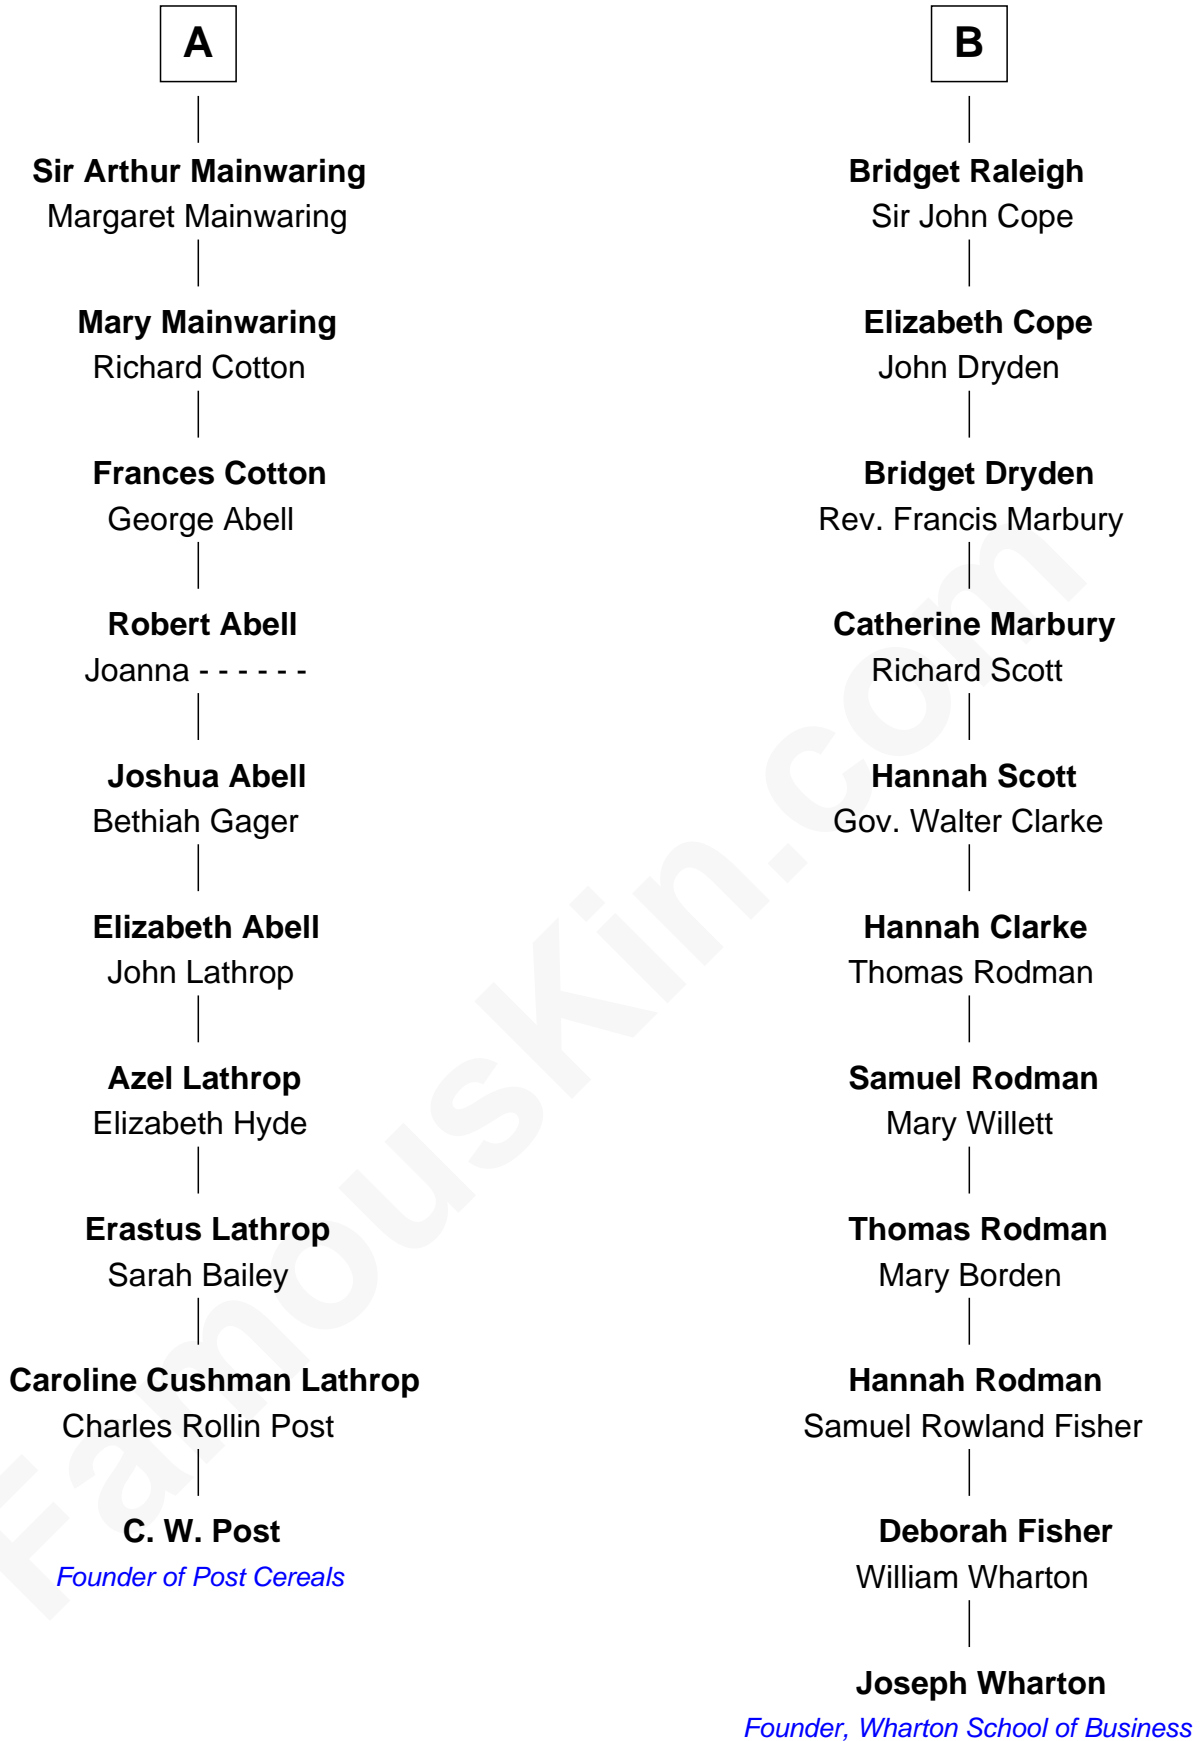 A
Sir Arthur Mainwaring
Margaret Mainwaring
Mary Mainwaring
Richard Cotton
Frances Cotton
George Abell
Robert Abell
Joanna - - - - - -
Joshua Abell
Bethiah Gager
Elizabeth Abell
John Lathrop
Azel Lathrop
Elizabeth Hyde
Erastus Lathrop
Sarah Bailey
Caroline Cushman Lathrop
Charles Rollin Post
C. W. Post
Founder of Post Cereals
B
Bridget Raleigh
Sir John Cope
Elizabeth Cope
John Dryden
Bridget Dryden
Rev. Francis Marbury
Catherine Marbury
Richard Scott
Hannah Scott
Gov. Walter Clarke
Hannah Clarke
Thomas Rodman
Samuel Rodman
Mary Willett
Thomas Rodman
Mary Borden
Hannah Rodman
Samuel Rowland Fisher
Deborah Fisher
William Wharton
Joseph Wharton
Founder, Wharton School of Business
FamousKin.com